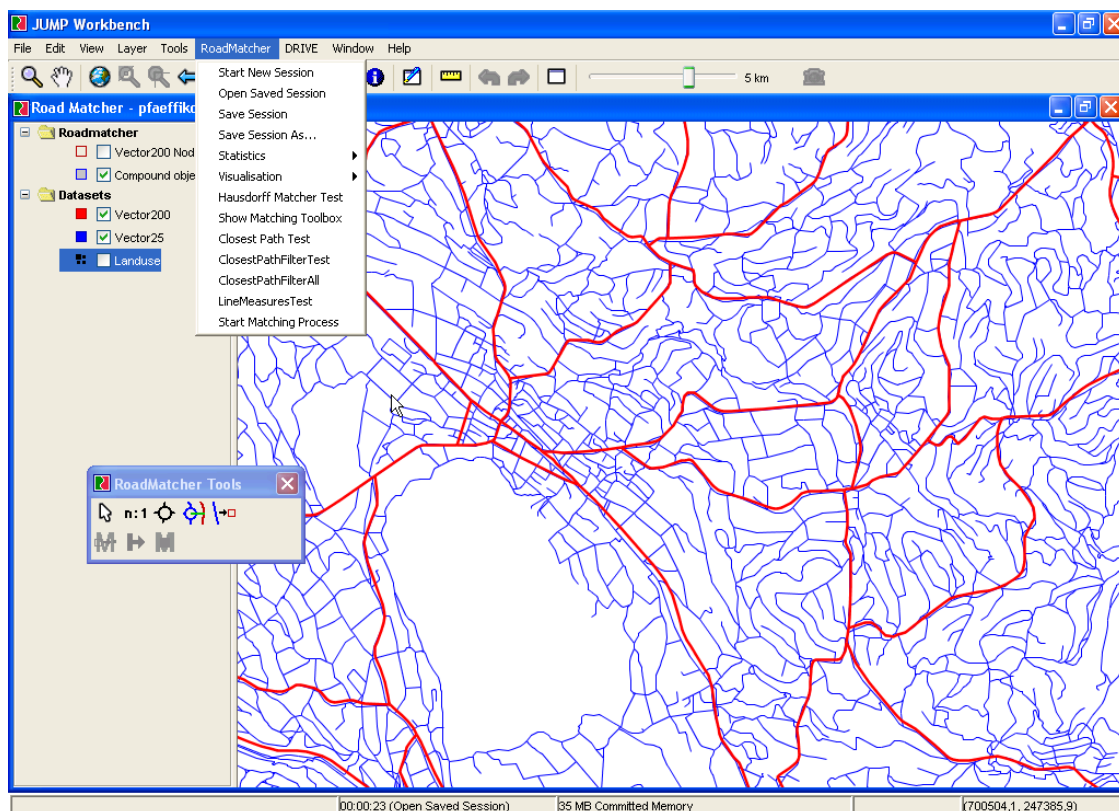 JUMP Workbench
File Edit View Layer Tools RoadMatcher DRIVE Window Help
5 km
Start New Session
Open Saved Session
Save Session
Save Session As...
Statistics
Visualisation
Hausdorff Matcher Test
Show Matching Toolbox
Closest Path Test
ClosestPathFilterTest
ClosestPathFilterAll
LineMeasuresTest
Start Matching Process
Road Matcher - pfaeffiko
Roadmatcher
Vector200 Nod
Compound obje
Datasets
Vector200
Vector25
Landuse
RoadMatcher Tools
n:1
00:00:23 (Open Saved Session) 35 MB Committed Memory (700504.1, 247385.9)